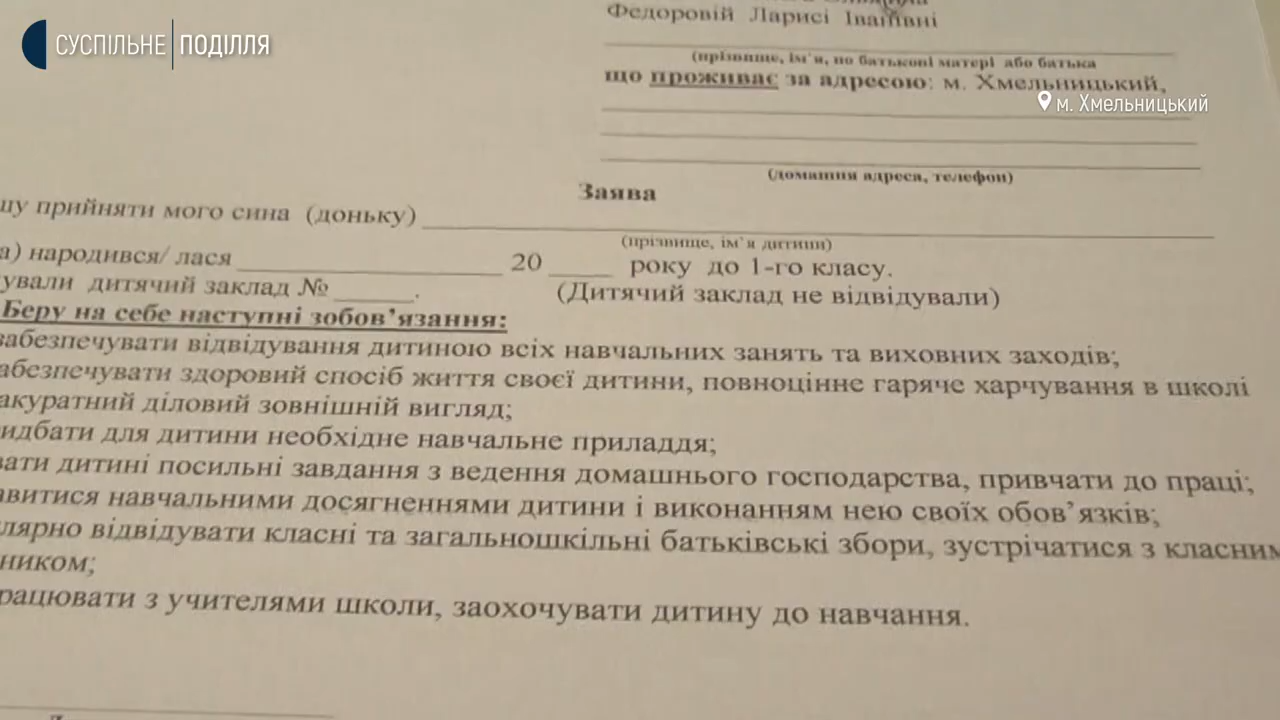 СУСПІЛЬНЕ ПОДІЛЛЯ
Федоровій Ларисі Іванівні
(прізвище, ім'я, по батькові матері або батька
що проживає за адресою: м. Хмельницький,
м. Хмельницький
(домашня адреса, телефон)
Заява
шу прийняти мого сина (доньку)
(прізвище, ім'я дитини)
а) народився/ лася 20 року до 1-го класу.
ували дитячий заклад № . (Дитячий заклад не відвідували)
Беру на себе наступні зобов'язання:
забезпечувати відвідування дитиною всіх навчальних занять та виховних заходів;
абезпечувати здоровий спосіб життя своєї дитини, повноцінне гаряче харчування в школі
акуратний діловий зовнішній вигляд;
идбати для дитини необхідне навчальне приладдя;
вати дитині посильні завдання з ведення домашнього господарства, привчати до праці;
авитися навчальними досягненнями дитини і виконанням нею своїх обов'язків;
лярно відвідувати класні та загальношкільні батьківські збори, зустрічатися з класним
ником;
рацювати з учителями школи, заохочувати дитину до навчання.